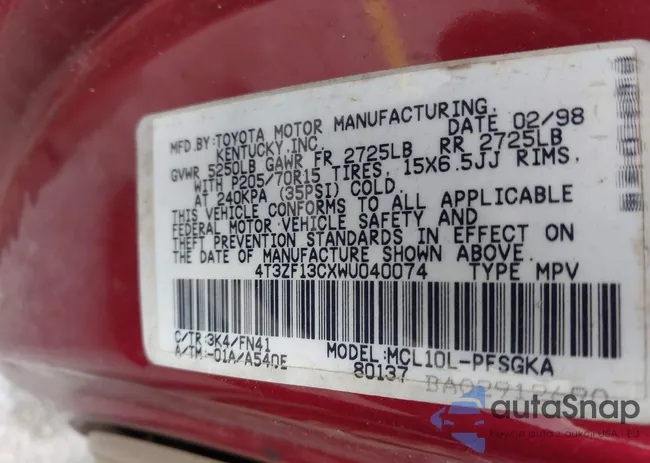 MFD.BY:TOYOTA MOTOR MANUFACTURING,
KENTUCKY,INC. DATE 02/98
GVWR 5250LB GAWR FR 2725LB RR 2725LB
WITH P205/70R15 TIRES, 15X6.5JJ RIMS,
AT 240KPA (35PSI) COLD.
THIS VEHICLE CONFORMS TO ALL APPLICABLE
FEDERAL MOTOR VEHICLE SAFETY AND
THEFT PREVENTION STANDARDS IN EFFECT ON
THE DATE OF MANUFACTURE SHOWN ABOVE.
4T3ZF13CXWU040074 TYPE MPV
C/TR:3K4/FN41
A/TM:-01A/A540E
MODEL:MCL10L-PFSGKA
80137
autoSnap